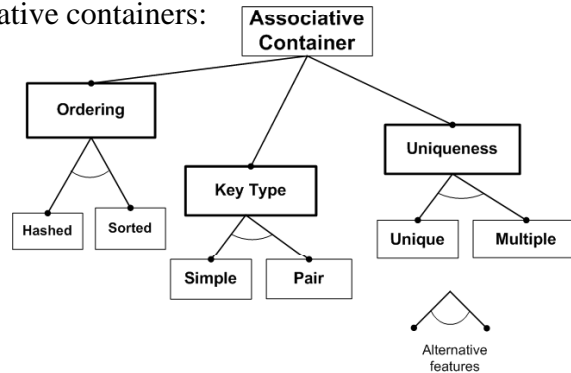 ative containers:
Associative
Container
Ordering
Key Type
Uniqueness
Hashed
Sorted
Simple
Pair
Unique
Multiple
Alternative
features